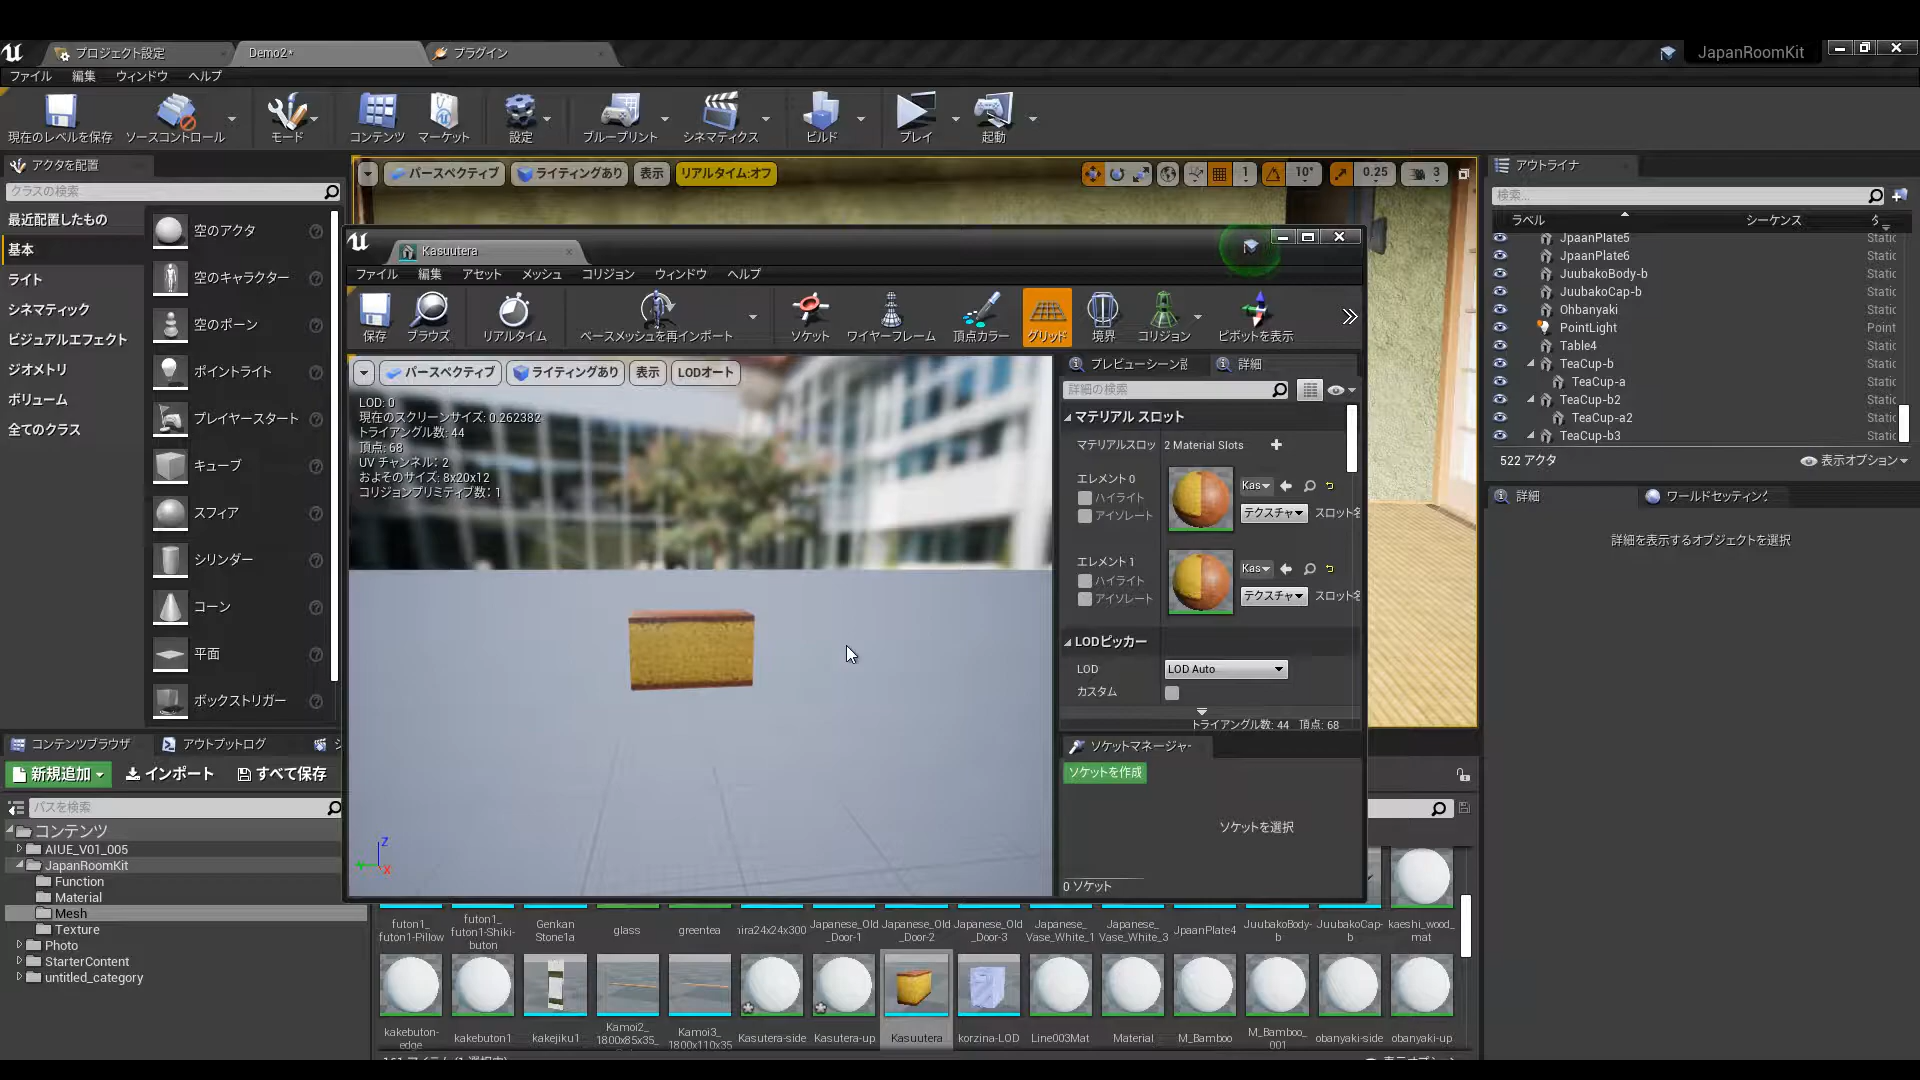 プロジェクト設定
Demo2*
プラグイン
JapanRoomKit
ファイル 編集 ウィンドウ ヘルプ
現在のレベルを保存 ソースコントロール モード コンテンツ マーケット 設定 ブループリント シネマティクス ビルド プレイ 起動
アクタを配置
クラスの検索
最近配置したもの
基本
ライト
シネマティック
ビジュアルエフェクト
ジオメトリ
ボリューム
全てのクラス
空のアクタ
空のキャラクター
空のポーン
ポイントライト
プレイヤースタート
キューブ
スフィア
シリンダー
コーン
平面
ボックストリガー
パースペクティブ ライティングあり 表示 リアルタイム:オフ
1 10° 0.25 3
Kasuutera
ファイル 編集 アセット メッシュ コリジョン ウィンドウ ヘルプ
保存 ブラウズ リアルタイム ベースメッシュを再インポート ソケット ワイヤーフレーム 頂点カラー グリッド 境界 コリジョン ピボットを表示
パースペクティブ ライティングあり 表示 LODオート
LOD: 0
現在のスクリーンサイズ: 0.262382
トライアングル数: 44
頂点: 68
UV チャンネル: 2
およそのサイズ: 8x20x12
コリジョンプリミティブ数: 1
Z
X
プレビューシーン 詳細
詳細の検索
マテリアル スロット
マテリアルスロッ 2 Material Slots
エレメント 0
ハイライト
アイソレート
Kas
テクスチャ スロット名
エレメント 1
ハイライト
アイソレート
Kas
テクスチャ スロット名
LODピッカー
LOD LOD Auto
カスタム
トライアングル数: 44 頂点: 68
ソケットマネージャー
ソケットを作成
ソケットを選択
0 ソケット
アウトライナ
検索...
ラベル シーケンス
JpaanPlate5 Static
JpaanPlate6 Static
JuubakoBody-b Static
JuubakoCap-b Static
Ohbanyaki Static
PointLight Point
Table4 Static
TeaCup-b Static
TeaCup-a Static
TeaCup-b2 Static
TeaCup-a2 Static
TeaCup-b3 Static
522 アクタ 表示オプション
詳細 ワールドセッティング
詳細を表示するオブジェクトを選択
コンテンツブラウザ アウトプットログ
新規追加 インポート すべて保存
パスを検索
コンテンツ
AIUE_V01_005
JapanRoomKit
Function
Material
Mesh
Texture
Photo
StarterContent
untitled_category
futon1_futon1-Pillow
futon1_futon1-Shiki-buton
Genkan Stone1a
glass
greentea
hira24x24x300
Japanese_Old_Door-1
Japanese_Old_Door-2
Japanese_Old_Door-3
Japanese_Vase_White_1
Japanese_Vase_White_3
JpaanPlate4
JuubakoBody-b
JuubakoCap-b
kaeshi_wood_mat
kakebuton-edge
kakebuton1
kakejiku1
Kamoi2_1800x85x35_
Kamoi3_1800x110x35
Kasutera-side
Kasutera-up
Kasuutera
korzina-LOD
Line003Mat
Material
M_Bamboo
M_Bamboo_001
obanyaki-side
obanyaki-up